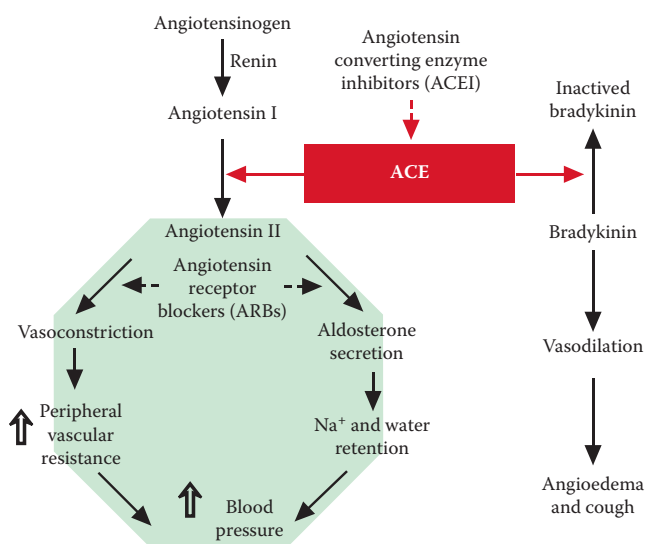 Angiotensinogen
Renin
Angiotensin I
Angiotensin
converting enzyme
inhibitors (ACEI)
Inactived
bradykinin
ACE
Angiotensin II
Bradykinin
Angiotensin
receptor
blockers (ARBs)
Vasoconstriction
Aldosterone
secretion
Vasodilation
Peripheral
vascular
resistance
Na⁺ and water
retention
Blood
pressure
Angioedema
and cough